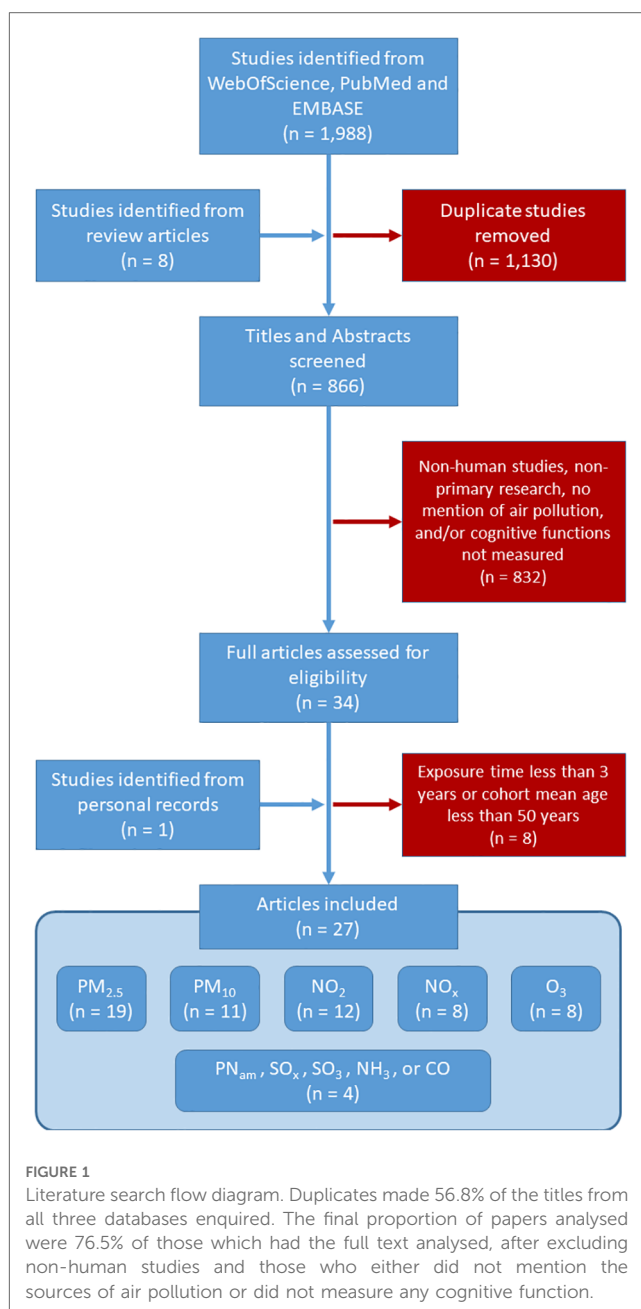 Studies identified from
WebOfScience, PubMed and
EMBASE
(n = 1,988)
Studies identified from
review articles
(n = 8)
Duplicate studies
removed
(n = 1,130)
Titles and Abstracts
screened
(n = 866)
Non-human studies, non-
primary research, no
mention of air pollution,
and/or cognitive functions
not measured
(n = 832)
Full articles assessed for
eligibility
(n = 34)
Studies identified from
personal records
(n = 1)
Exposure time less than 3
years or cohort mean age
less than 50 years
(n = 8)
Articles included
(n = 27)
PM2.5
(n = 19)
PM10
(n = 11)
NO2
(n = 12)
NOx
(n = 8)
O3
(n = 8)
PNam, SOx, SO3, NH3, or CO
(n = 4)
FIGURE 1
Literature search flow diagram. Duplicates made 56.8% of the titles from
all three databases enquired. The final proportion of papers analysed
were 76.5% of those which had the full text analysed, after excluding
non-human studies and those who either did not mention the
sources of air pollution or did not measure any cognitive function.